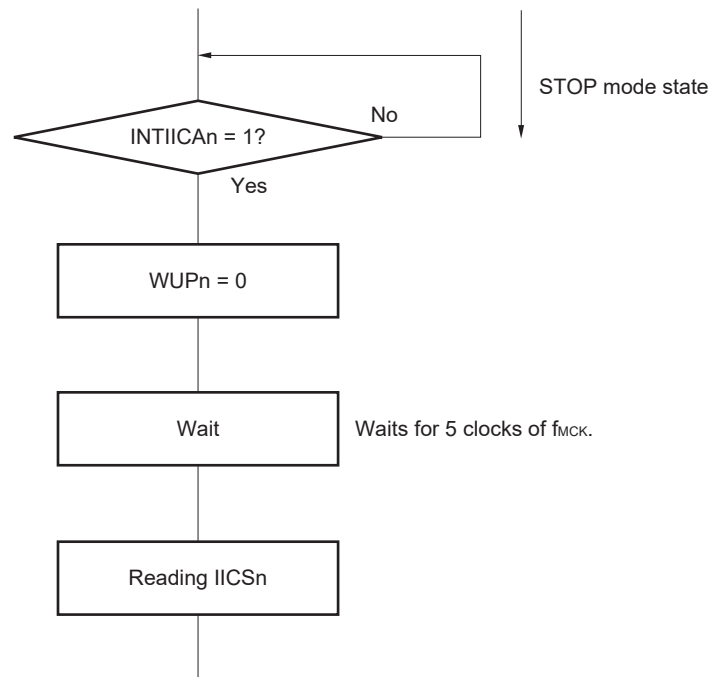 STOP mode state
No
INTIICAn = 1?
Yes
WUPn = 0
Wait
Waits for 5 clocks of fMCK.
Reading IICSn